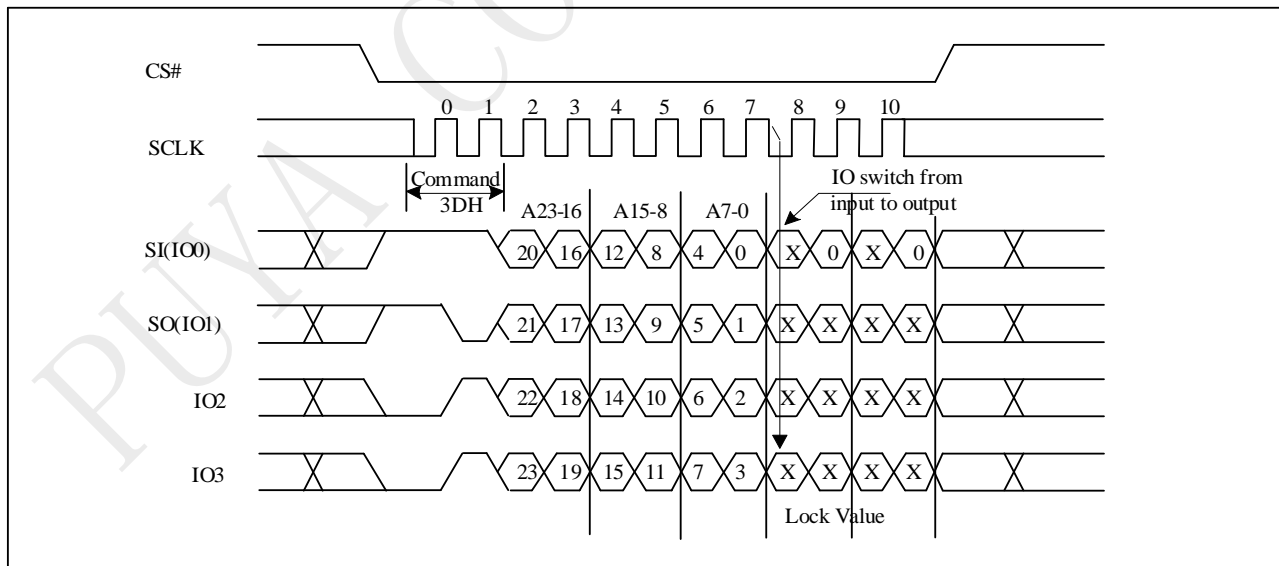 PUYA CO
CS#
0 1 2 3 4 5 6 7 8 9 10
SCLK
Command
3DH
IO switch from
input to output
A23-16 A15-8 A7-0
SI(IO0) 20 16 12 8 4 0 X 0 X 0
SO(IO1) 21 17 13 9 5 1 X X X X
IO2 22 18 14 10 6 2 X X X X
IO3 23 19 15 11 7 3 X X X X
Lock Value